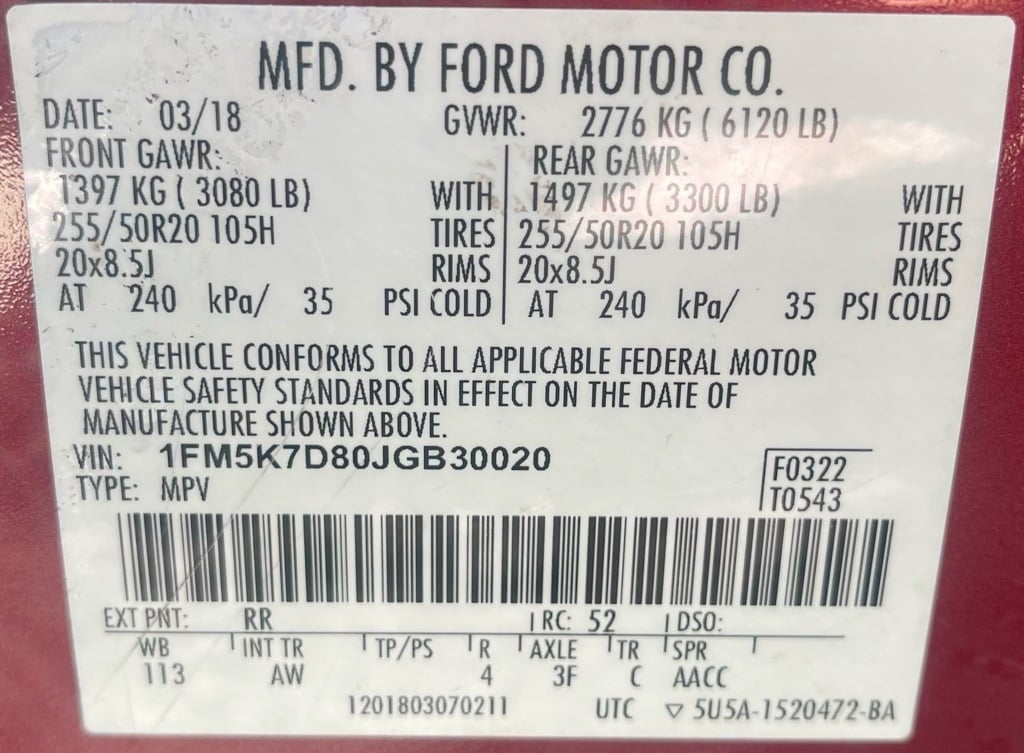 MFD. BY FORD MOTOR CO.
DATE: 03/18 GVWR: 2776 KG ( 6120 LB)
FRONT GAWR: REAR GAWR:
1397 KG ( 3080 LB) WITH 1497 KG ( 3300 LB) WITH
255/50R20 105H TIRES 255/50R20 105H TIRES
20x8.5J RIMS 20x8.5J RIMS
AT 240 kPa/ 35 PSI COLD AT 240 kPa/ 35 PSI COLD
THIS VEHICLE CONFORMS TO ALL APPLICABLE FEDERAL MOTOR
VEHICLE SAFETY STANDARDS IN EFFECT ON THE DATE OF
MANUFACTURE SHOWN ABOVE.
VIN: 1FM5K7D80JGB30020
TYPE: MPV
F0322
T0543
EXT PNT: RR RC: 52 DSO:
WB INT TR TP/PS R AXLE TR SPR
113 AW 4 3F C AACC
1201803070211 UTC ▽ 5U5A-1520472-BA